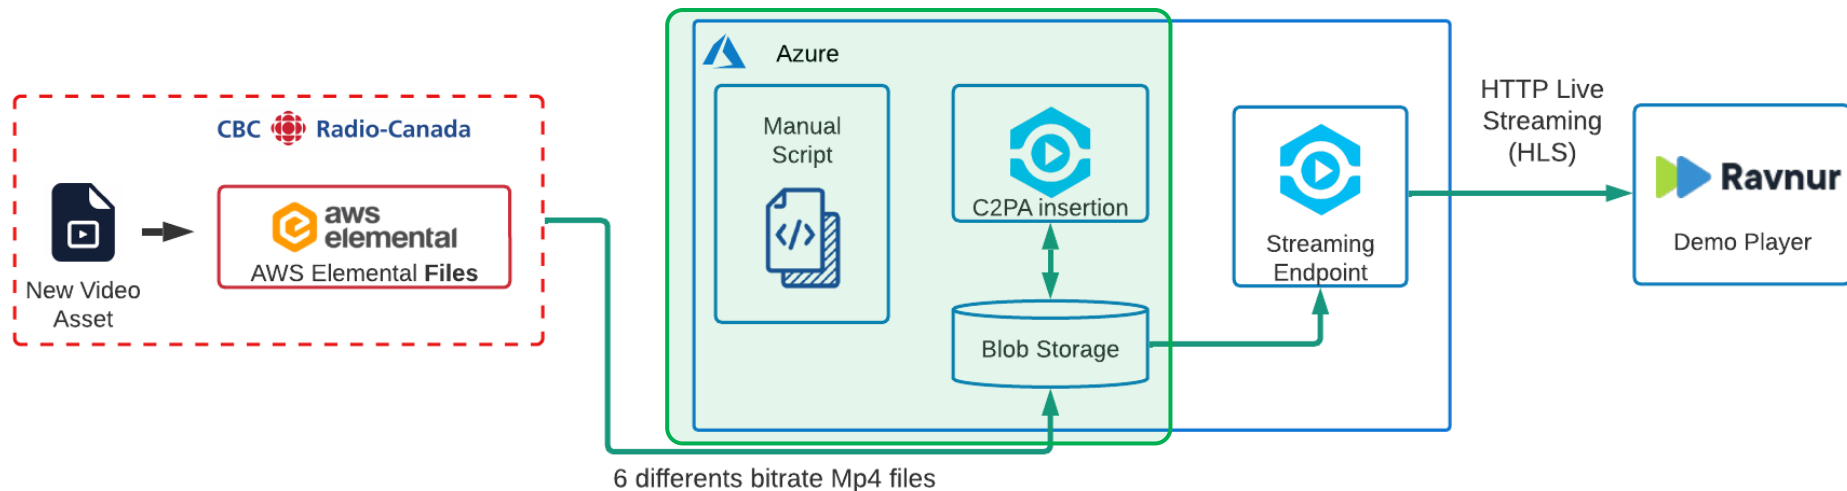 CBC Radio-Canada
New Video
Asset
aws
elemental
AWS Elemental Files
6 differents bitrate Mp4 files
Azure
Manual
Script
</>
C2PA insertion
Blob Storage
Streaming
Endpoint
HTTP Live
Streaming
(HLS)
Ravnur
Demo Player